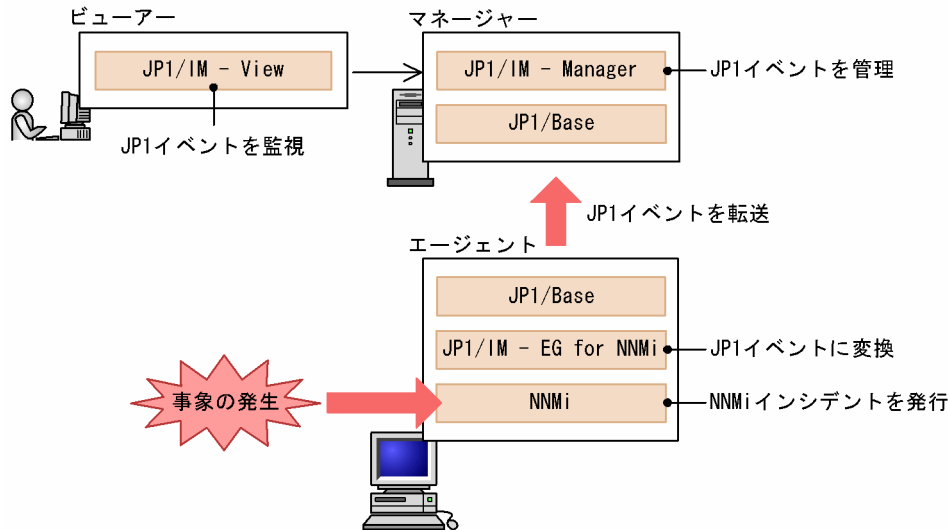 ビューアー
JP1/IM - View
JP1イベントを監視
マネージャー
JP1/IM - Manager
JP1イベントを管理
JP1/Base
JP1イベントを転送
エージェント
JP1/Base
JP1/IM - EG for NNMi
JP1イベントに変換
事象の発生
NNMi
NNMiインシデントを発行